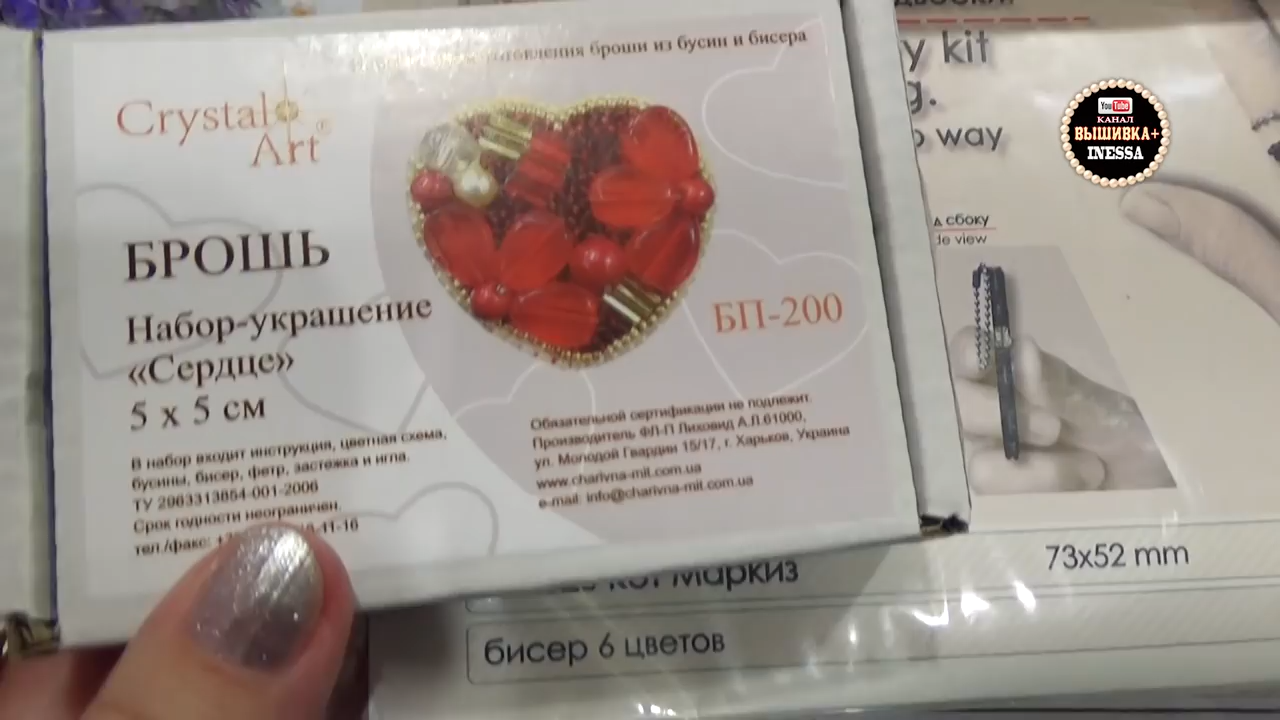 броши из бусин и бисера
Crystal
Art
БРОШЬ
Набор-украшение
«Сердце»
5 х 5 см
БП-200
В набор входит инструкция, цветная схема,
бусины, бисер, фетр, застежка и игла.
ТУ 2963313654-001-2006
Срок годности неограничен.
тел./факс:
11-16
Обязательной сертификации не подлежит.
Производитель ФЛ-П Лиховид А.Л.61000,
ул. Молодой Гвардии 15/17, г. Харьков, Украина
www.charivna-mit.com.ua
e-mail: info@charivna-mit.com.ua
kit
way
сбоку
view
кот Маркиз
73x52 mm
бисер 6 цветов
YouTube
КАНАЛ
ВЫШИВКА+
INESSA